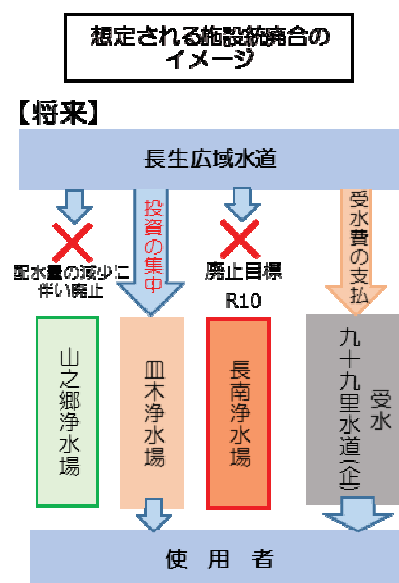 想定される施設統廃合の
イメージ
【将来】
長生広域水道
配水量の減少に
伴い廃止
投資の集中
廃止目標
R10
受水費の支払
山之郷浄水場
皿木浄水場
長南浄水場
受水
九十九里水道(企)
使 用 者